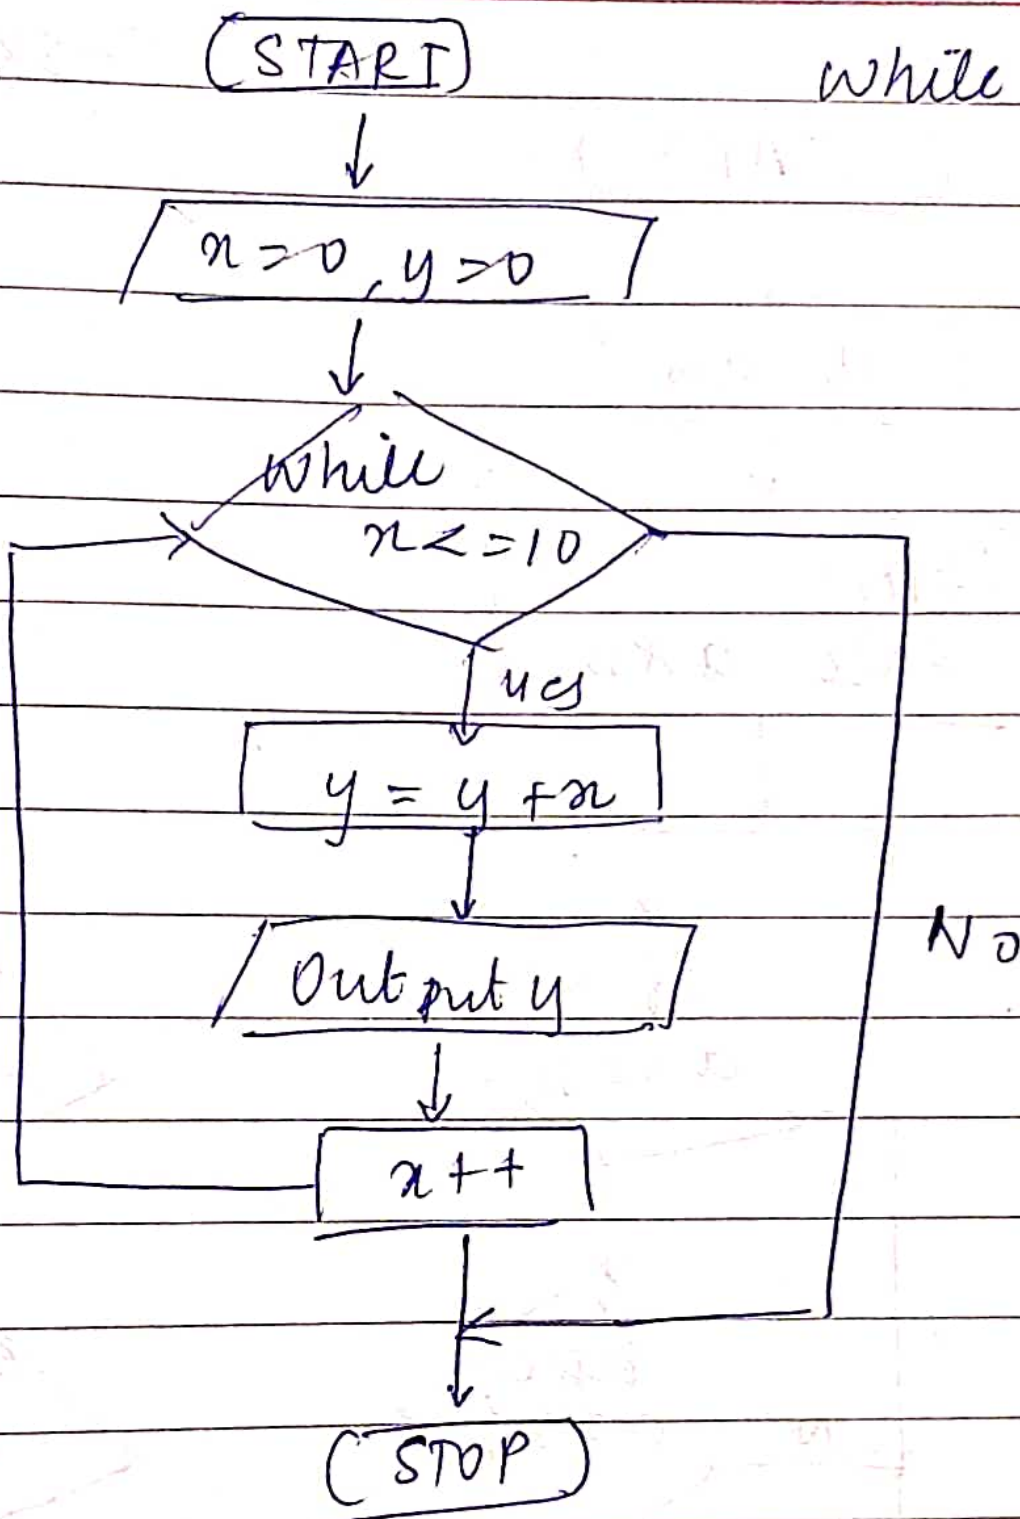 START
while
x=0, y=0
while
x<=10
yes
y = y +x
No
Output y
x++
STOP